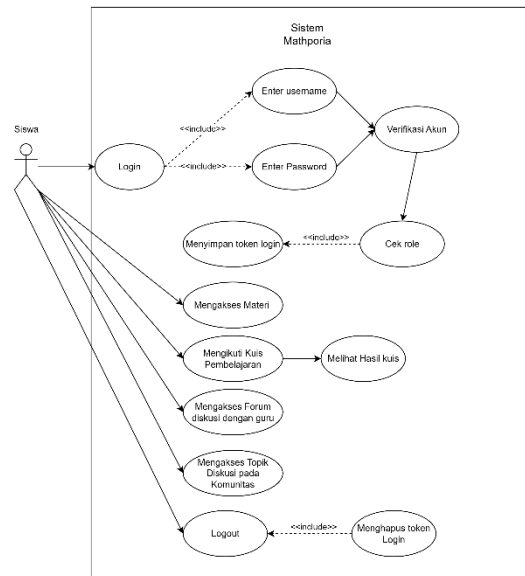 Sistem
Mathporia
Enter username
Siswa
Verifikasi Akun
<<include>>
Login
<<include>>
Enter Password
Menyimpan token login
<<include>>
Cek role
Mengakses Materi
Mengikuti Kuis
Pembelajaran
Melihat Hasil kuis
Mengakses Forum
diskusi dengan guru
Mengakses Topik
Diskusi pada
Komunitas
Logout
<<include>>
Menghapus token
Login